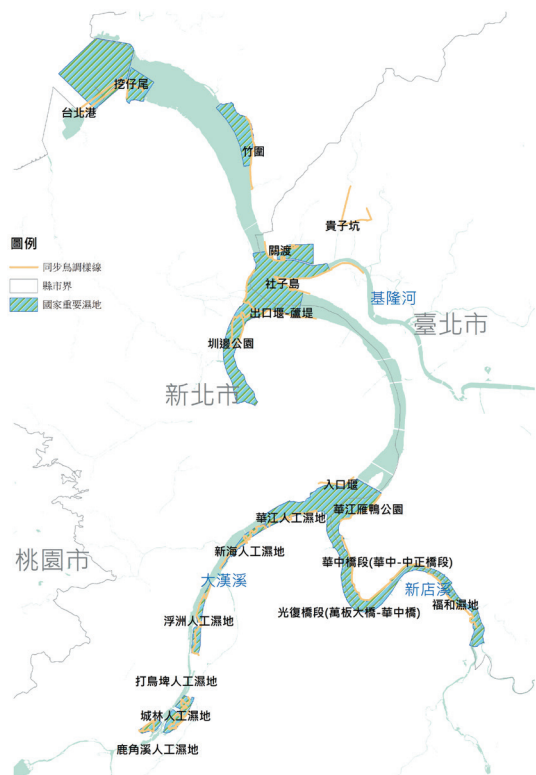 挖仔尾
台北港
竹圍
貴子坑
圖例
同步鳥調樣線
縣市界
國家重要濕地
關渡
社子島
基隆河
出口堰-蘆堤
臺北市
圳邊公園
新北市
入口堰
華江雁鴨公園
華江人工濕地
新海人工濕地
華中橋段(華中-中正橋段)
桃園市
大漢溪
新店溪
福和濕地
光復橋段(萬板大橋-華中橋)
浮洲人工濕地
打鳥埤人工濕地
城林人工濕地
鹿角溪人工濕地